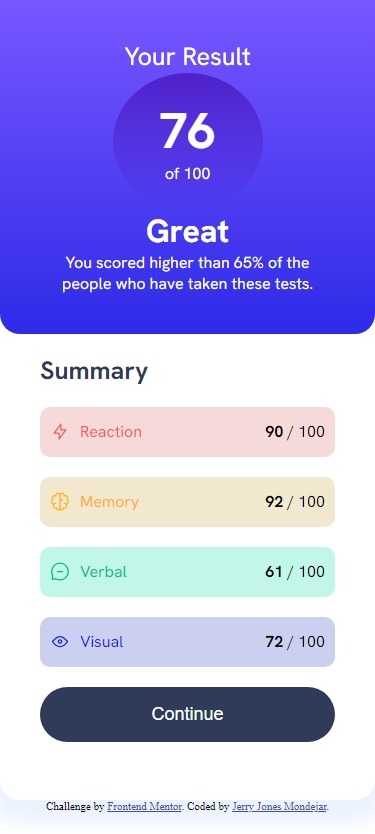 Your Result
76
of 100
Great
You scored higher than 65% of the
people who have taken these tests.
Summary
Reaction 90 / 100
Memory 92 / 100
Verbal 61 / 100
Visual 72 / 100
Continue
Challenge by Frontend Mentor. Coded by Jerry Jones Mondejar.